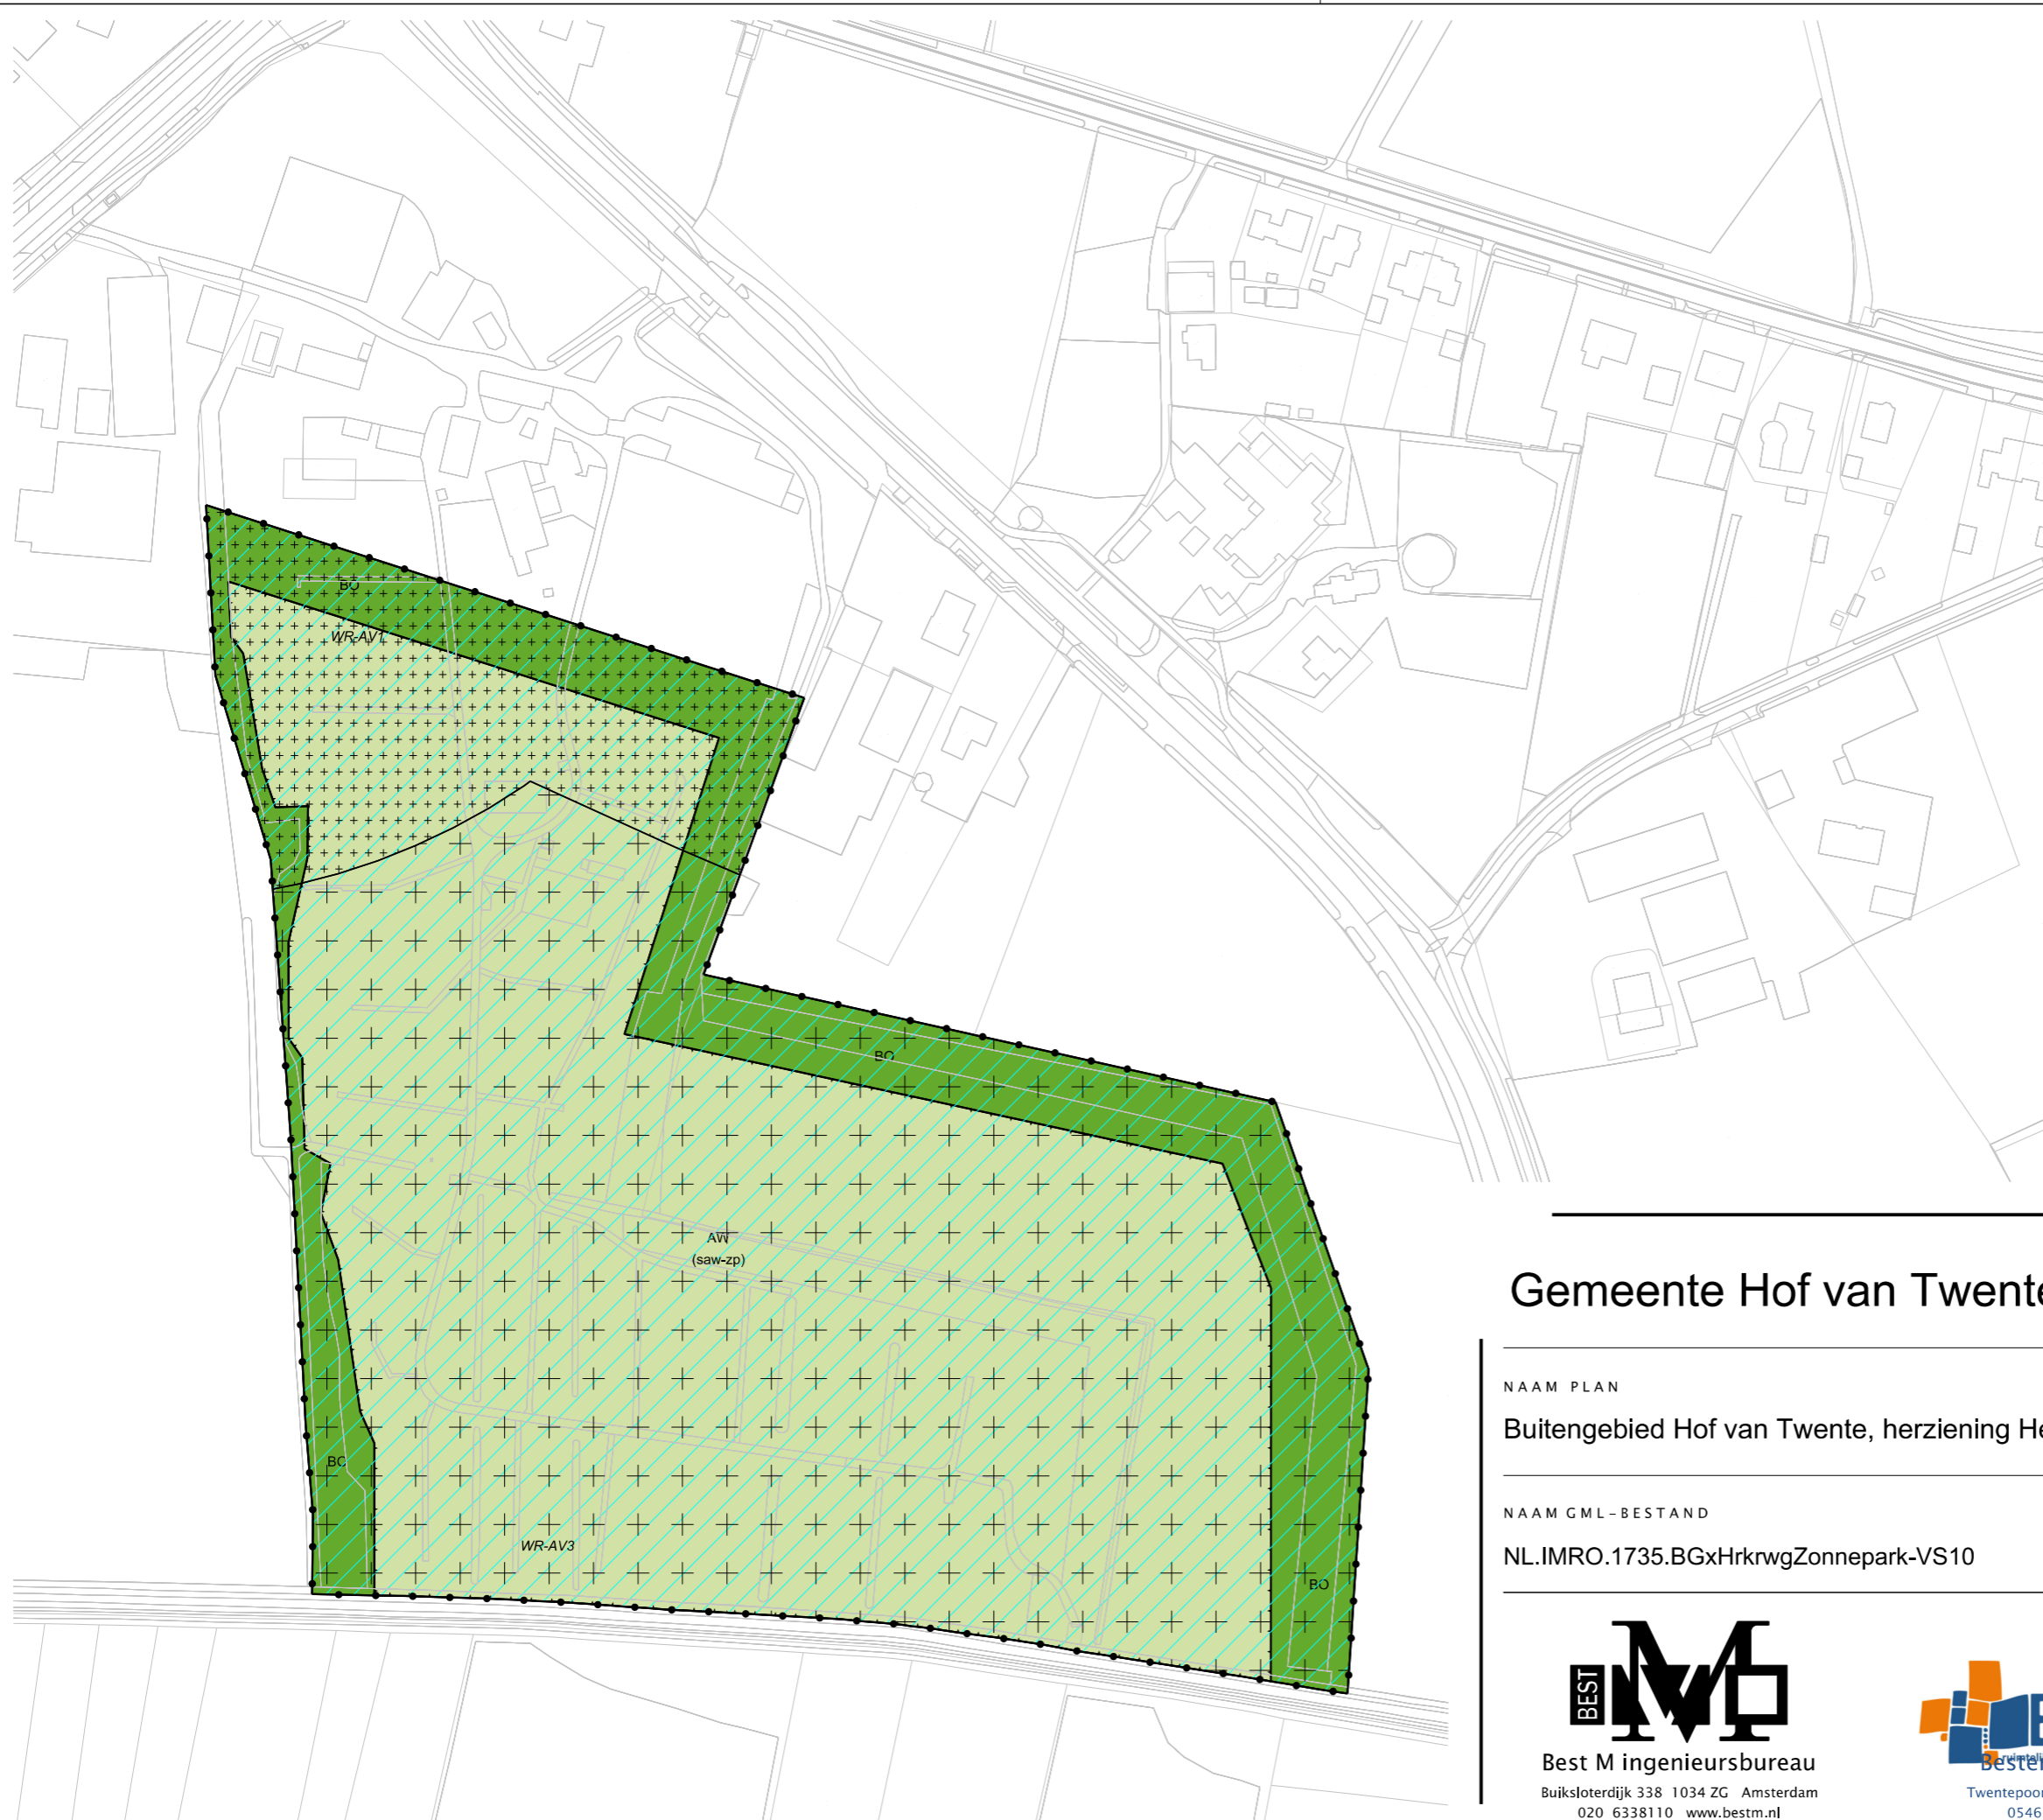 BO
WR-AV1
BO
AW
(saw-zp)
BO
WR-AV3
BO
Gemeente Hof van Twente
NAAM PLAN
Buitengebied Hof van Twente, herziening
NAAM GML-BESTAND
NL.IMRO.1735.BGxHrkrwgZonnepark-VS10
BEST
M
Best M ingenieursbureau
Buiksloterdijk 338 1034 ZG Amsterdam
020 6338110 www.bestm.nl
0546